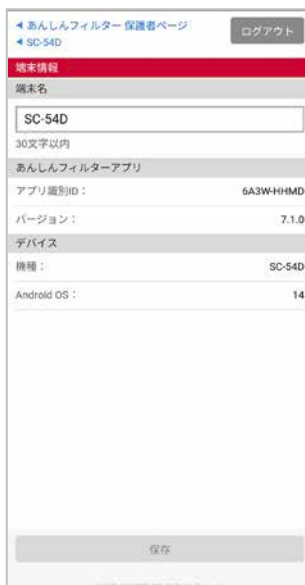 ◀ あんしんフィルター 保護者ページ
◀ SC-54D
ログアウト
端末情報
端末名
SC-54D
30文字以内
あんしんフィルターアプリ
アプリ識別ID： 6A3W-HHMD
バージョン： 7.1.0
デバイス
機種： SC-54D
Android OS： 14
保存